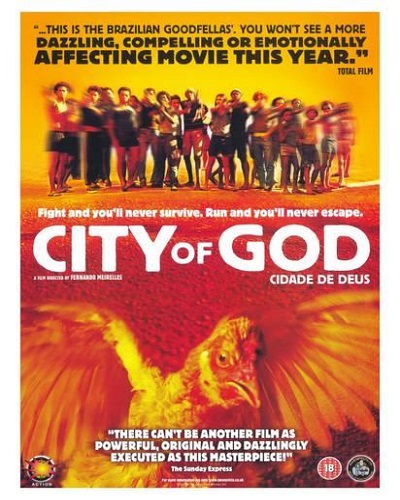 “...THIS IS THE BRAZILIAN GOODFELLAS'. YOU WON'T SEE A MORE
DAZZLING, COMPELLING OR EMOTIONALLY
AFFECTING MOVIE THIS YEAR.”
TOTAL FILM
Fight and you'll never survive. Run and you'll never escape.
CITY OF GOD
A FILM DIRECTED BY FERNANDO MEIRELLES
CIDADE DE DEUS
“THERE CAN'T BE ANOTHER FILM AS
POWERFUL, ORIGINAL AND DAZZLINGLY
EXECUTED AS THIS MASTERPIECE!”
The Sunday Express
ACTION
18